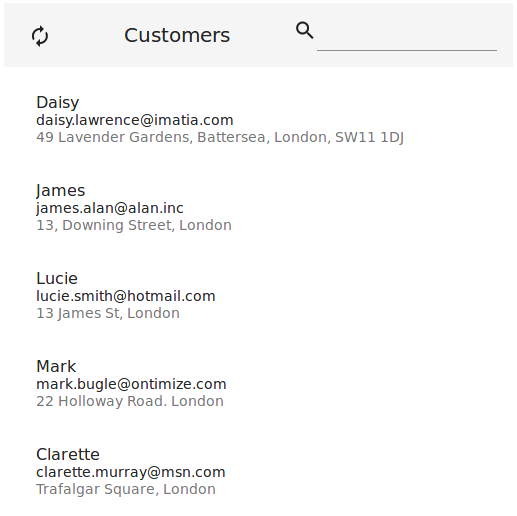 Customers
Daisy
daisy.lawrence@imatia.com
49 Lavender Gardens, Battersea, London, SW11 1DJ
James
james.alan@alan.inc
13, Downing Street, London
Lucie
lucie.smith@hotmail.com
13 James St, London
Mark
mark.bugle@ontimize.com
22 Holloway Road. London
Clarette
clarette.murray@msn.com
Trafalgar Square, London